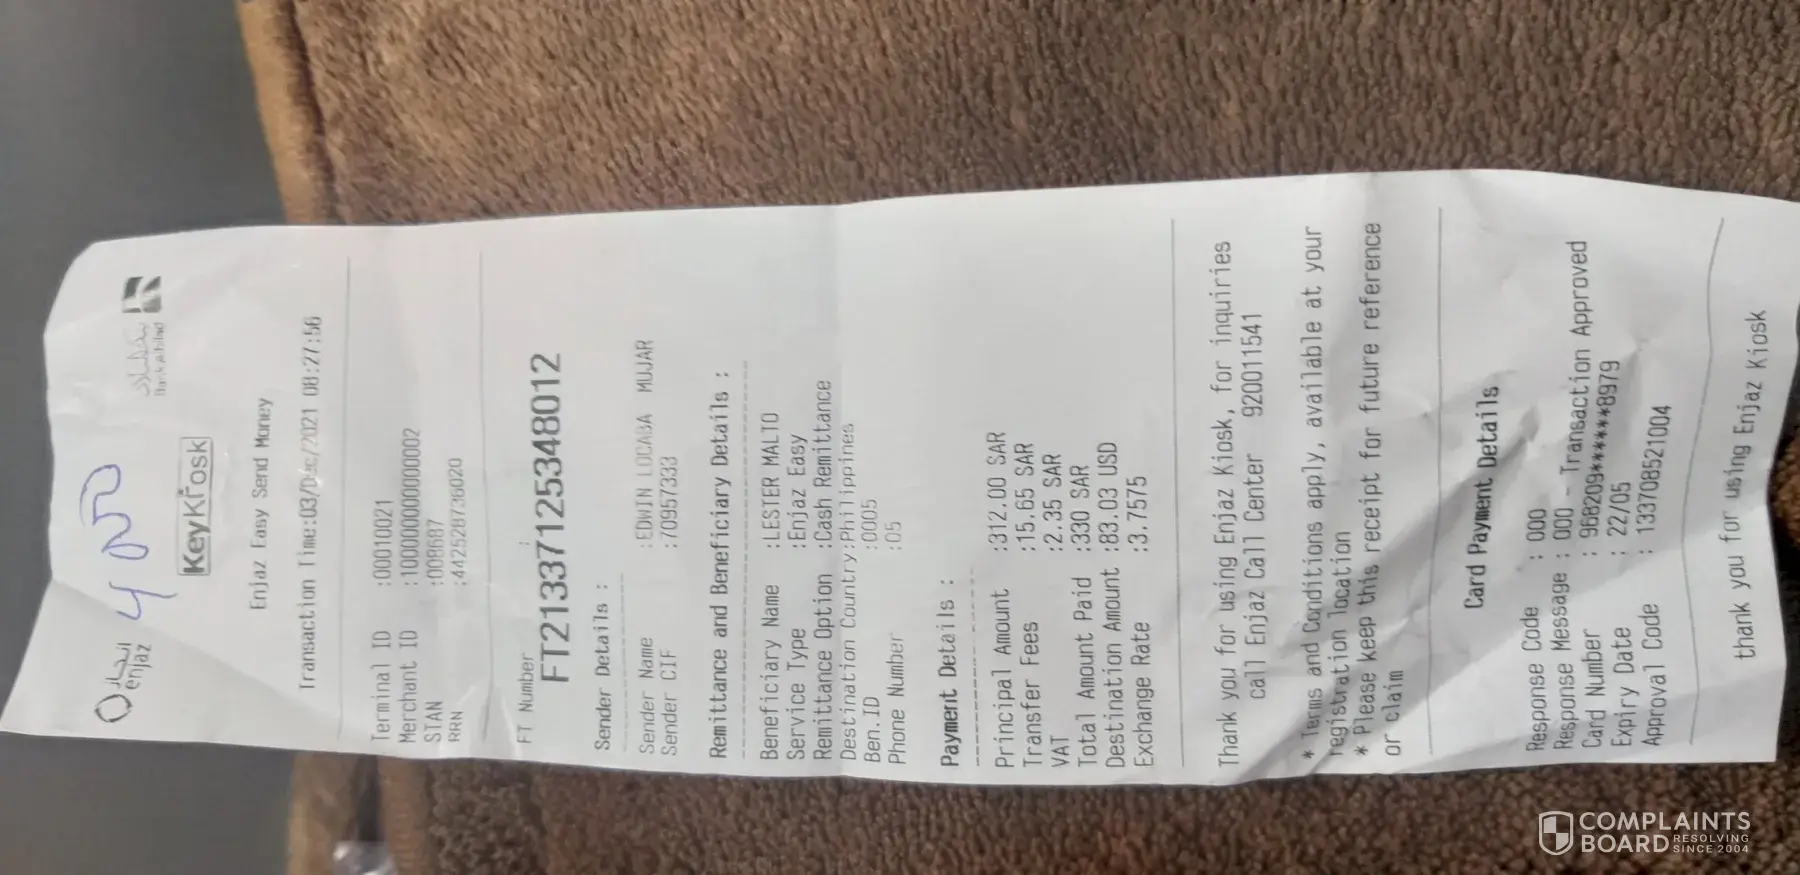 انجاز
enjaz
4000
بنك البلاد
Bank Albilad
KeyKiosk
Enjaz Easy Send Money
Transaction Time:03/Dec/2021 08:27:56
Terminal ID :00010021
Merchant ID
STAN :008687
RRN :442528736020
FT Number :
FT21337125348012
Sender Details :
Sender Name :EDWIN LOCABA MUJAR
Sender CIF :70957333
Remittance and Beneficiary Details :
Beneficiary Name :LESTER MALTO
Service Type :Enjaz Easy
Remittance Option :Cash Remittance
Destination Country:Philippines
Ben.ID :0005
Phone Number :05
Payment Details :
Principal Amount :312.00 SAR
Transfer Fees :15.65 SAR
VAT :2.35 SAR
Total Amount Paid :330 SAR
Destination Amount :83.03 USD
Exchange Rate :3.7575
Thank you for using Enjaz Kiosk, for inquiries
call Enjaz Call Center 920011541
* Terms and Conditions apply, available at your
registration location
* Please keep this receipt for future reference
or claim
Card Payment Details
Response Code : 000
Response Message : 000 - Transaction Approved
Card Number : 968209******8979
Expiry Date : 22/05
Approval Code : 133708521004
thank you for using Enjaz Kiosk
COMPLAINTS
BOARD RESOLVING
SINCE 2004